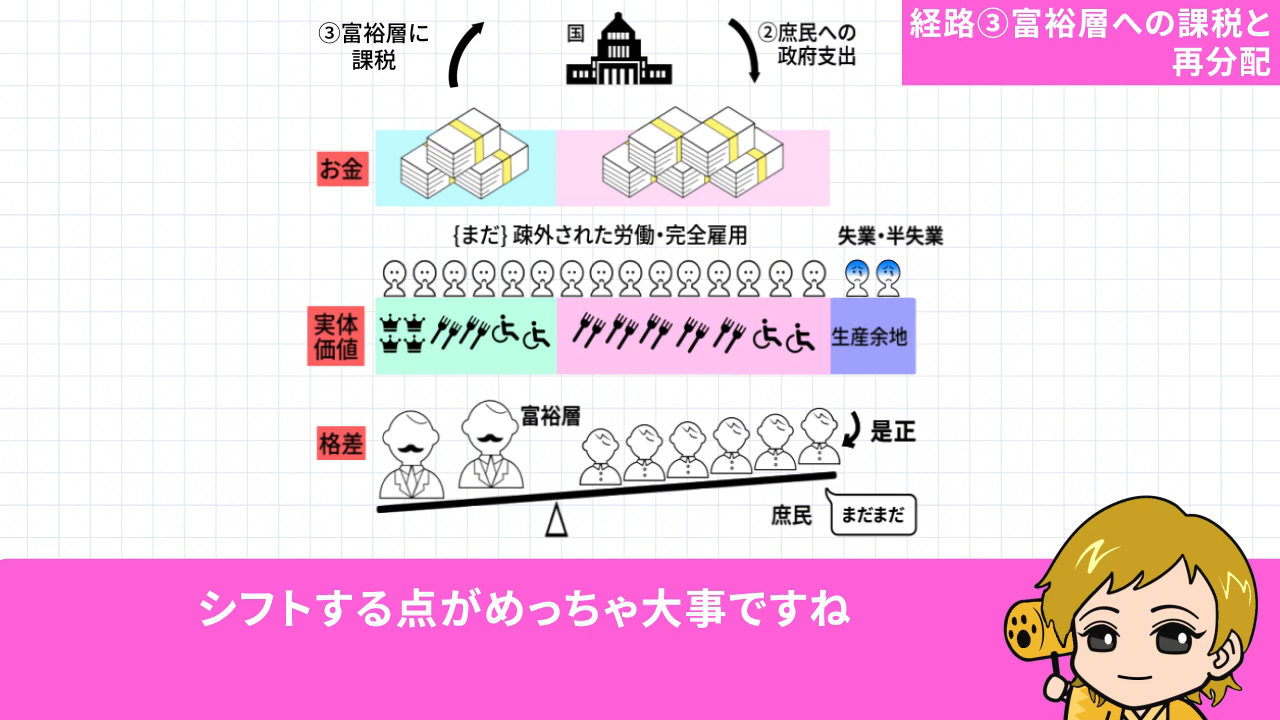 経路③富裕層への課税と
再分配
③富裕層に
課税
国
②庶民への
政府支出
お金
{まだ} 疎外された労働・完全雇用
失業・半失業
実体
価値
生産余地
格差
富裕層
是正
庶民
まだまだ
シフトする点がめっちゃ大事ですね